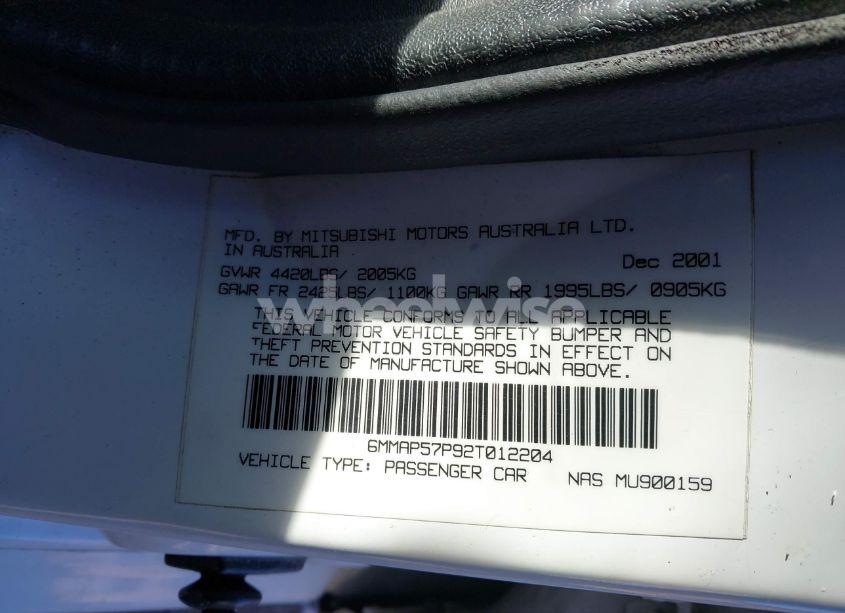 MFD. BY MITSUBISHI MOTORS AUSTRALIA LTD.
IN AUSTRALIA
Dec 2001
GVWR 4420LBS/ 2005KG
GAWR FR 2425LBS/ 1100KG GAWR RR 1995LBS/ 0905KG
wheelwise
THIS VEHICLE CONFORMS TO ALL APPLICABLE
FEDERAL MOTOR VEHICLE SAFETY BUMPER AND
THEFT PREVENTION STANDARDS IN EFFECT ON
THE DATE OF MANUFACTURE SHOWN ABOVE.
6MMAP57P92T012204
VEHICLE TYPE: PASSENGER CAR
NAS MU900159